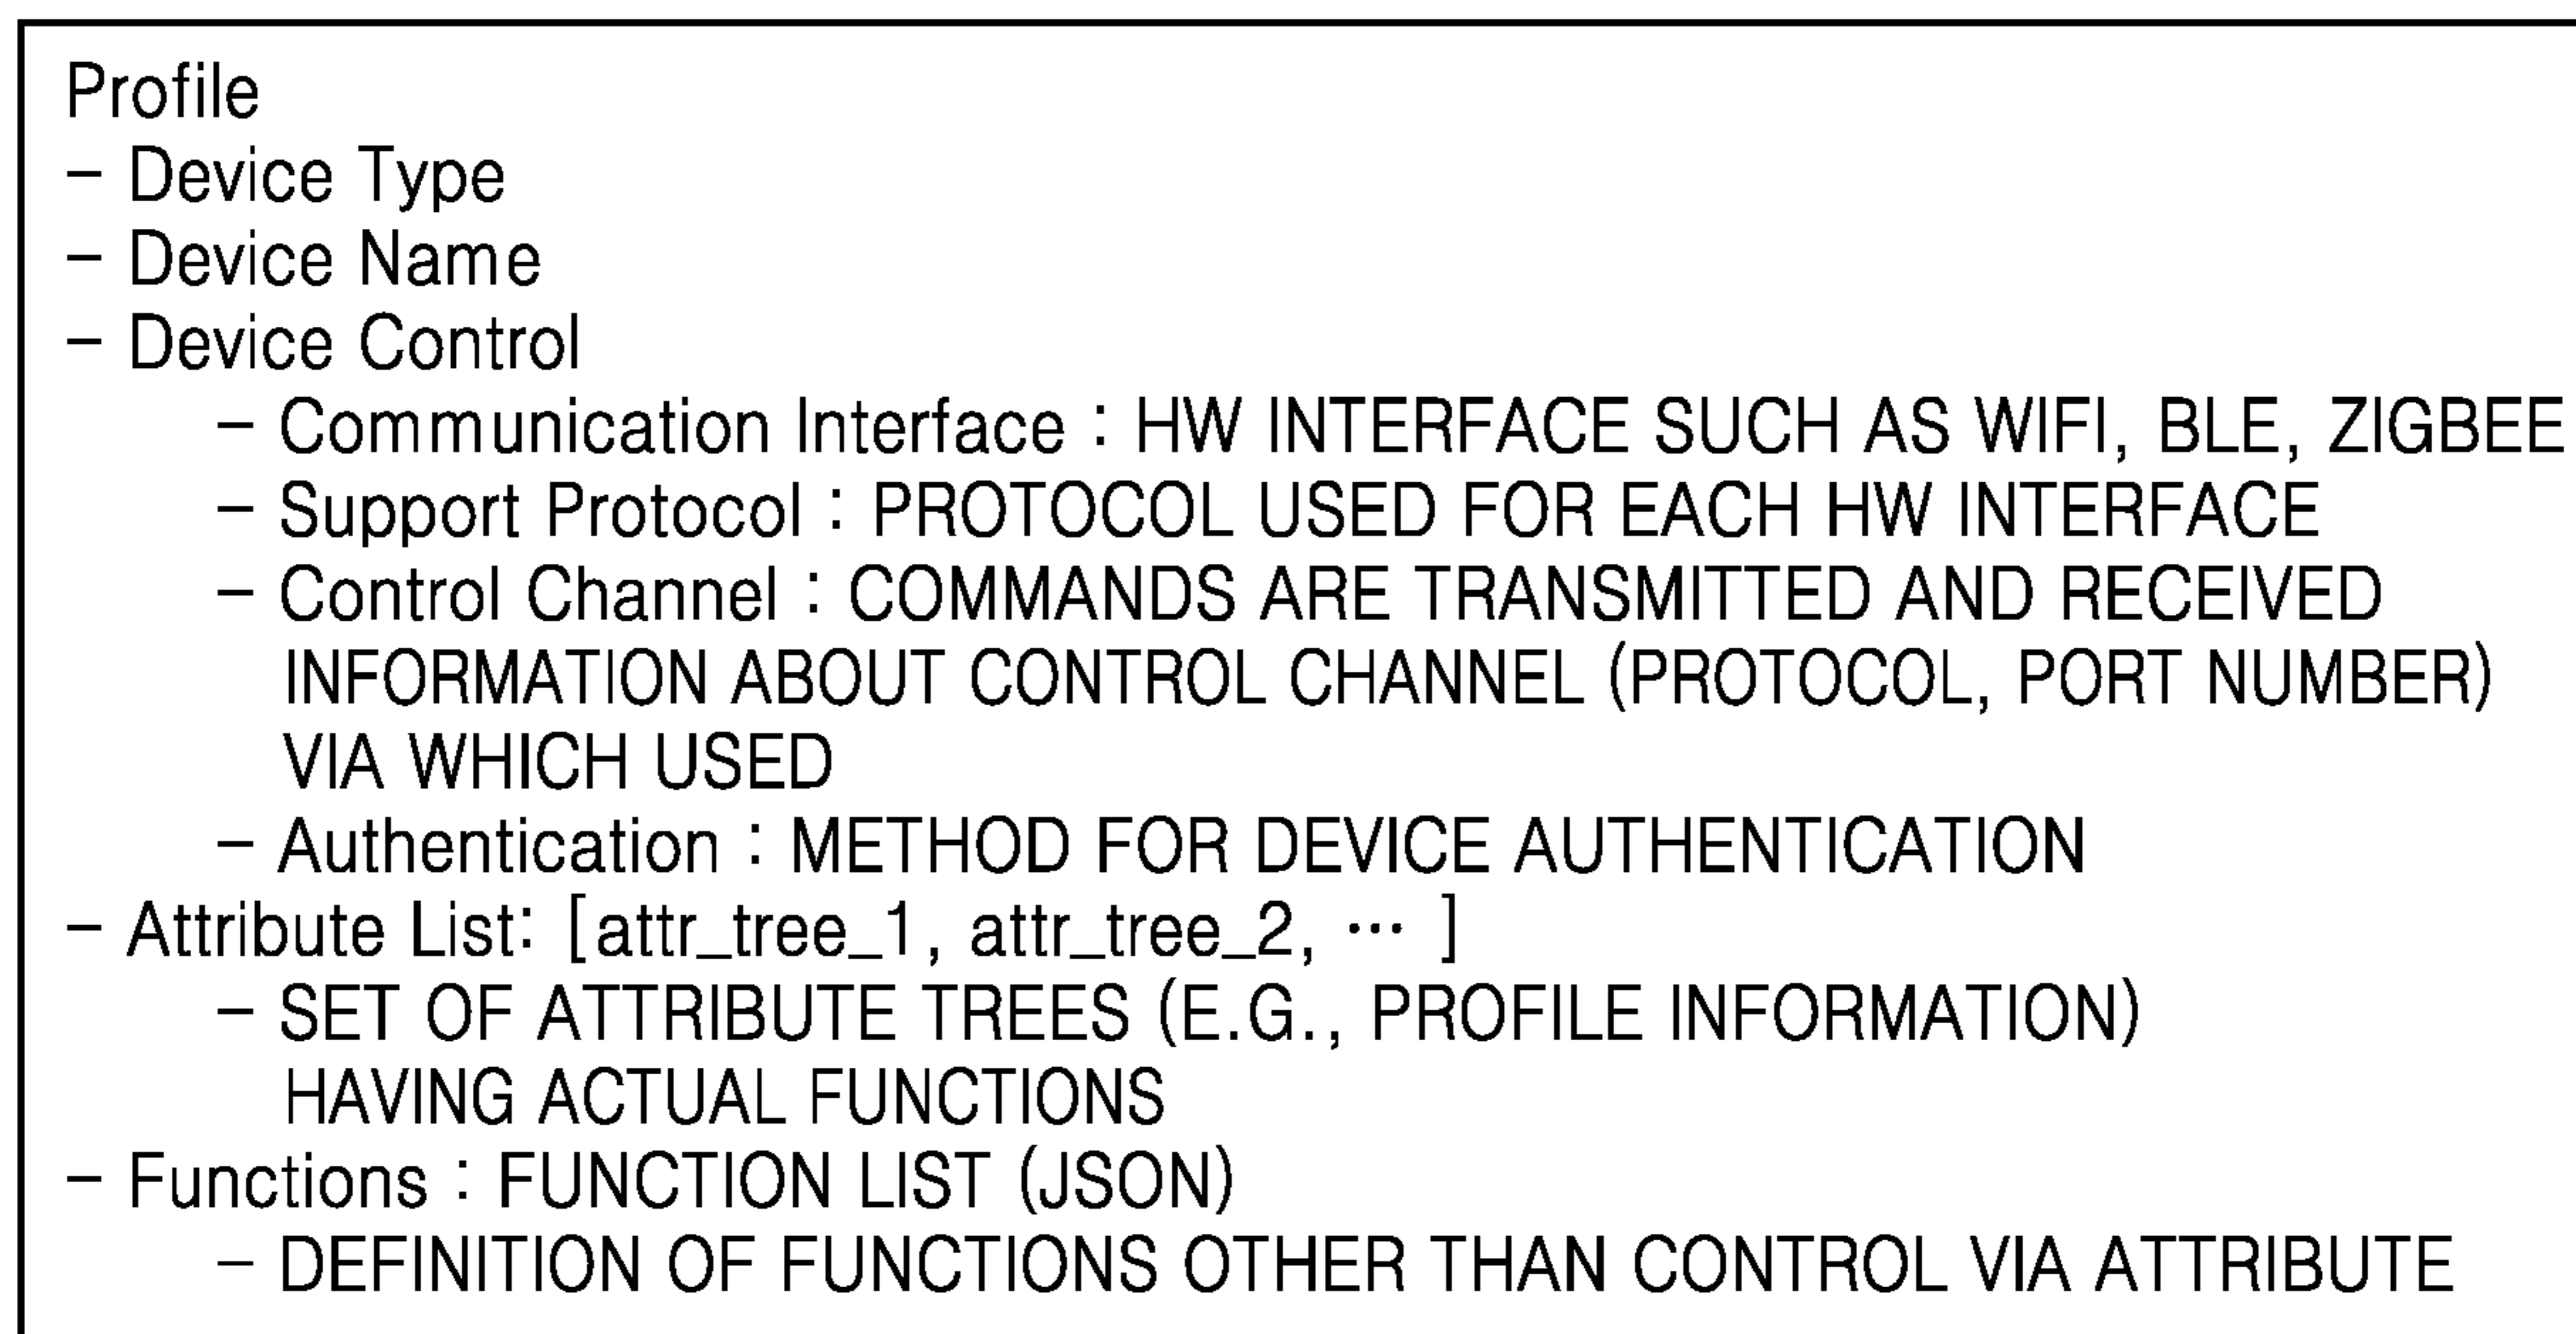 Profile
- Device Type
- Device Name
- Device Control
- Communication Interface : HW INTERFACE SUCH AS WIFI, BLE, ZIGBEE
- Support Protocol : PROTOCOL USED FOR EACH HW INTERFACE
- Control Channel : COMMANDS ARE TRANSMITTED AND RECEIVED
INFORMATION ABOUT CONTROL CHANNEL (PROTOCOL, PORT NUMBER)
VIA WHICH USED
- Authentication : METHOD FOR DEVICE AUTHENTICATION
- Attribute List: [attr_tree_1, attr_tree_2, ··· ]
- SET OF ATTRIBUTE TREES (E.G., PROFILE INFORMATION)
HAVING ACTUAL FUNCTIONS
- Functions : FUNCTION LIST (JSON)
- DEFINITION OF FUNCTIONS OTHER THAN CONTROL VIA ATTRIBUTE